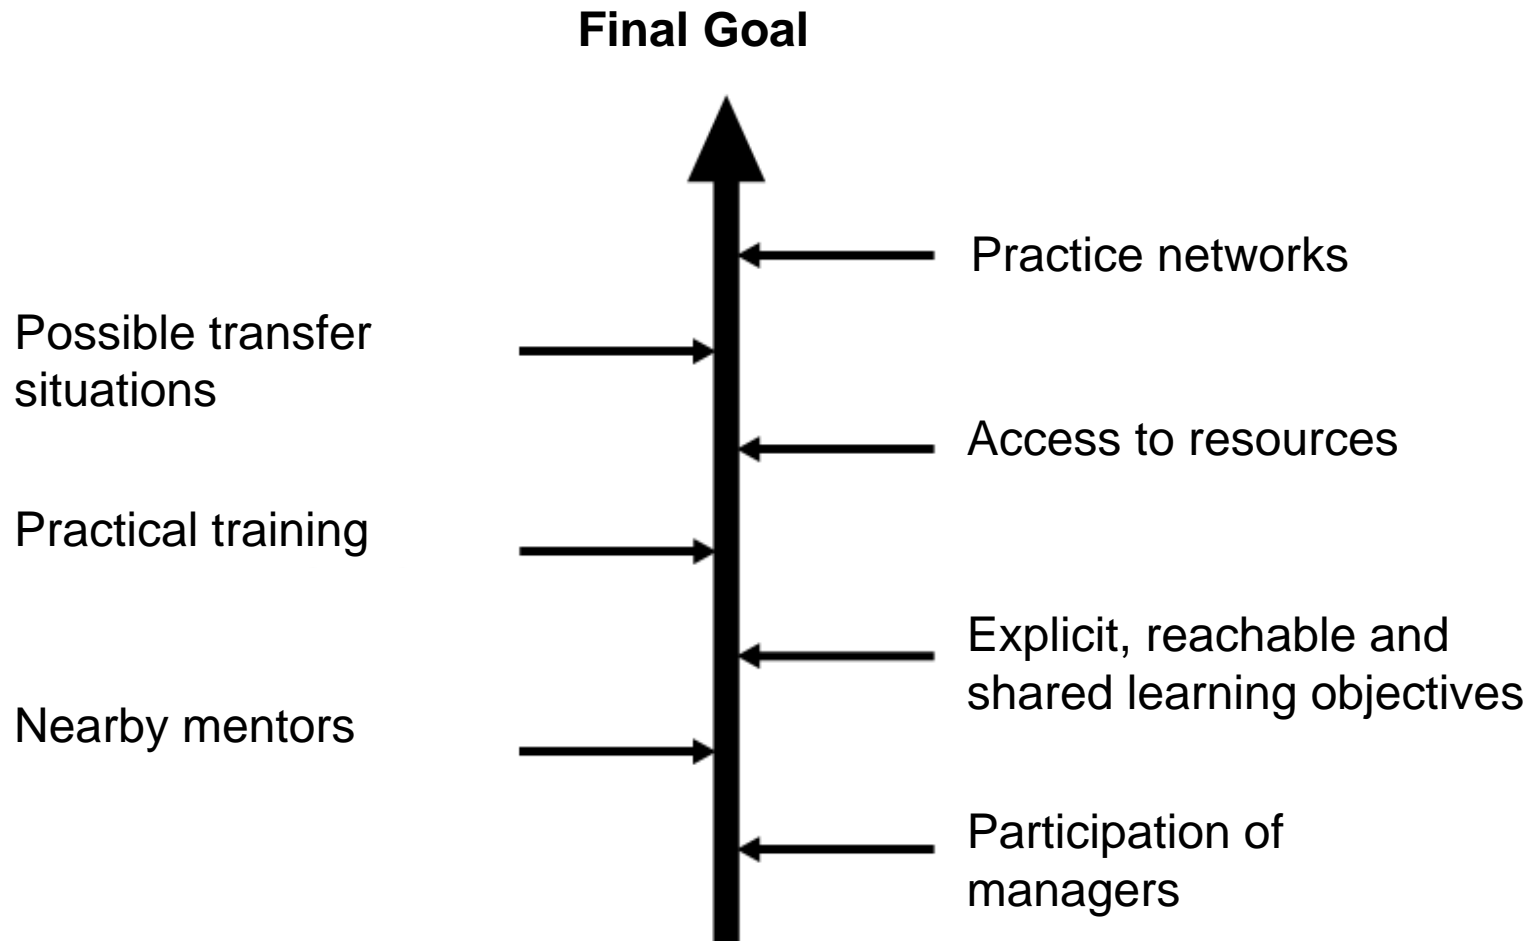 Final Goal
Practice networks
Possible transfer
situations
Access to resources
Practical training
Explicit, reachable and
shared learning objectives
Nearby mentors
Participation of
managers